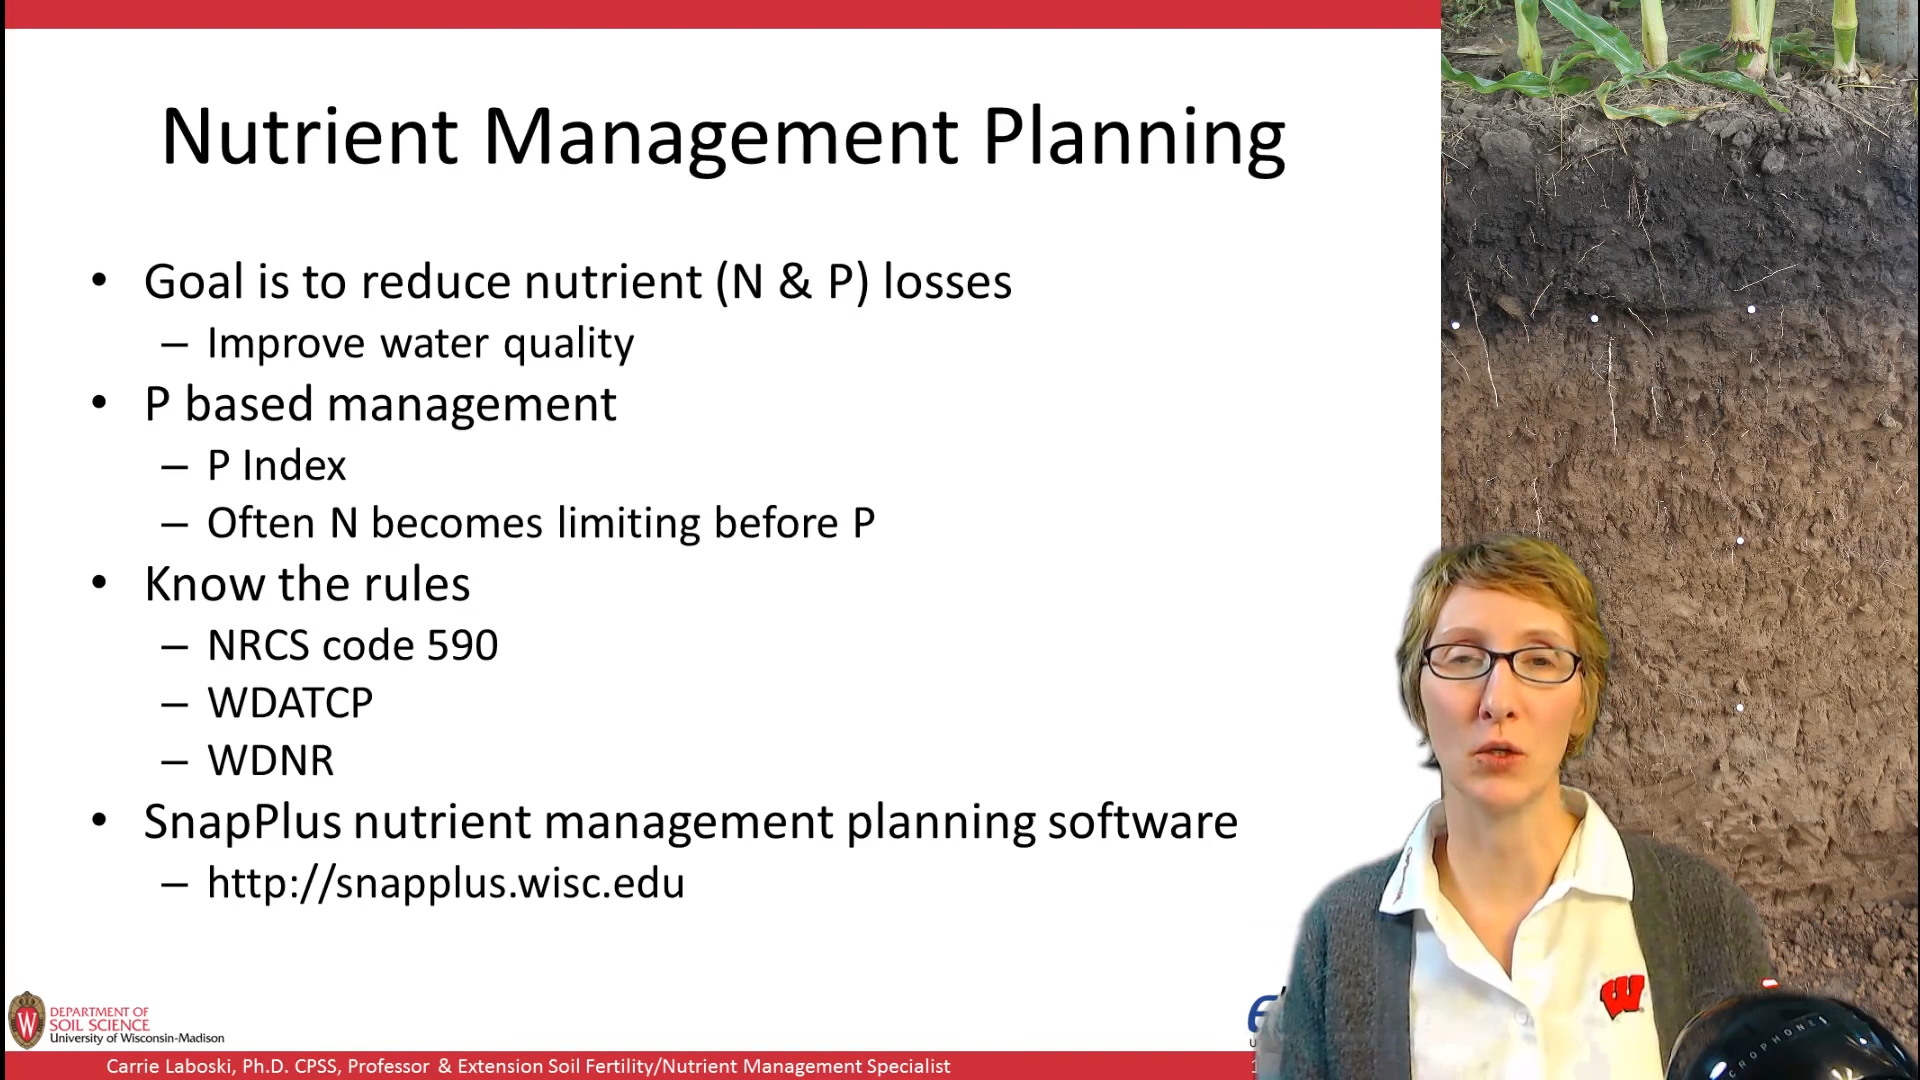 Nutrient Management Planning
• Goal is to reduce nutrient (N & P) losses
– Improve water quality
• P based management
– P Index
– Often N becomes limiting before P
• Know the rules
– NRCS code 590
– WDATCP
– WDNR
• SnapPlus nutrient management planning software
– http://snapplus.wisc.edu
W
DEPARTMENT OF
SOIL SCIENCE
University of Wisconsin-Madison
W
Carrie Laboski, Ph.D. CPSS, Professor & Extension Soil Fertility/Nutrient Management Specialist